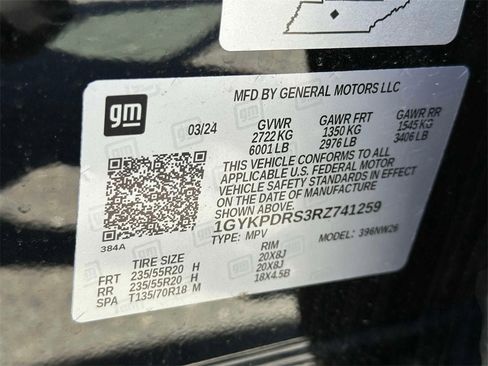 gm
MFD BY GENERAL MOTORS LLC
03/24 GVWR GAWR FRT GAWR RR
2722 KG 1350 KG 1545 KG
6001 LB 2976 LB 3406 LB
THIS VEHICLE CONFORMS TO ALL
APPLICABLE U.S. FEDERAL MOTOR
VEHICLE SAFETY STANDARDS IN EFFECT
ON THE DATE OF MANUFACTURE
1GYKPDRS3RZ741259
384A TYPE: MPV MODEL: 396NW26
TIRE SIZE RIM
FRT 235/55R20 H 20X8J
RR 235/55R20 H 20X8J
SPA T135/70R18 M 18X4.5B